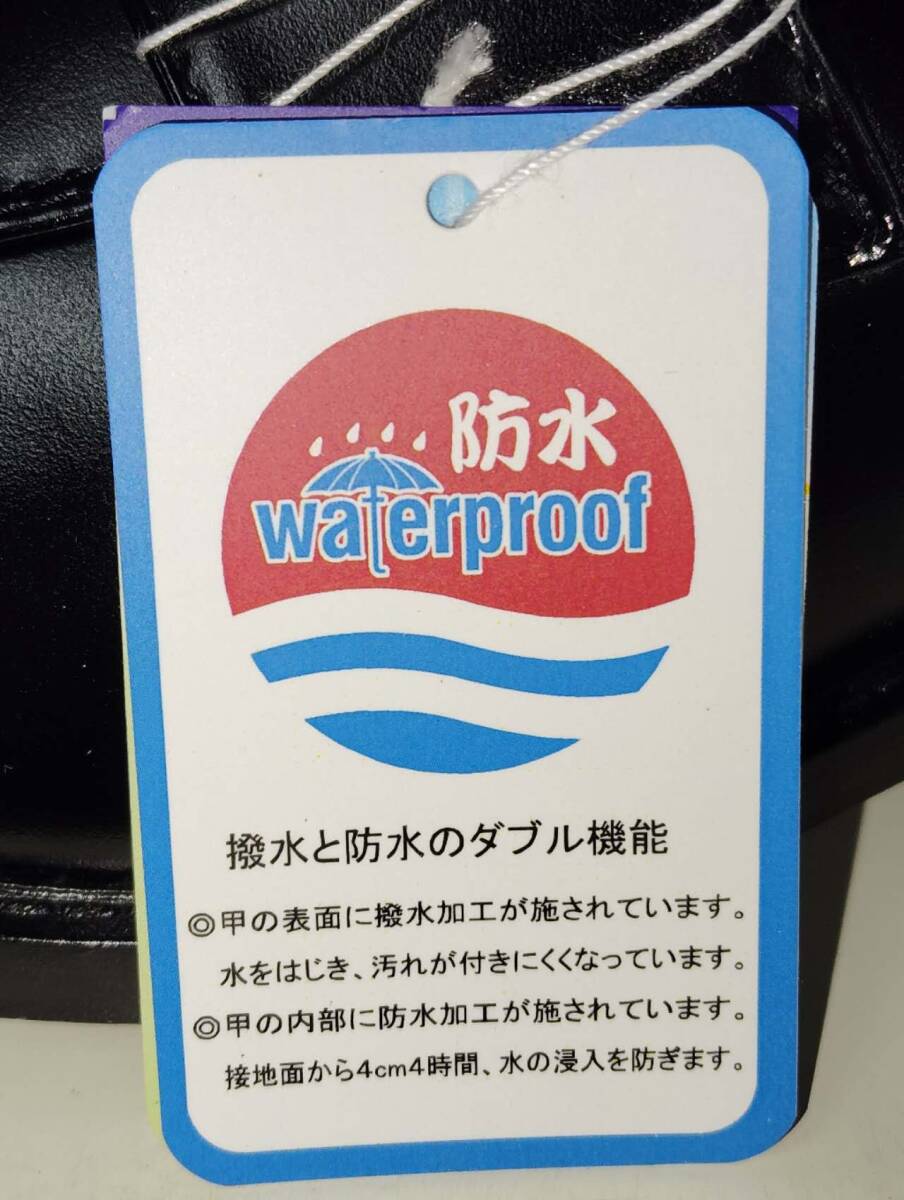 防水
waterproof
撥水と防水のダブル機能
◎甲の表面に撥水加工が施されています。
水をはじき、汚れが付きにくくなっています。
◎甲の内部に防水加工が施されています。
接地面から4cm4時間、水の浸入を防ぎます。